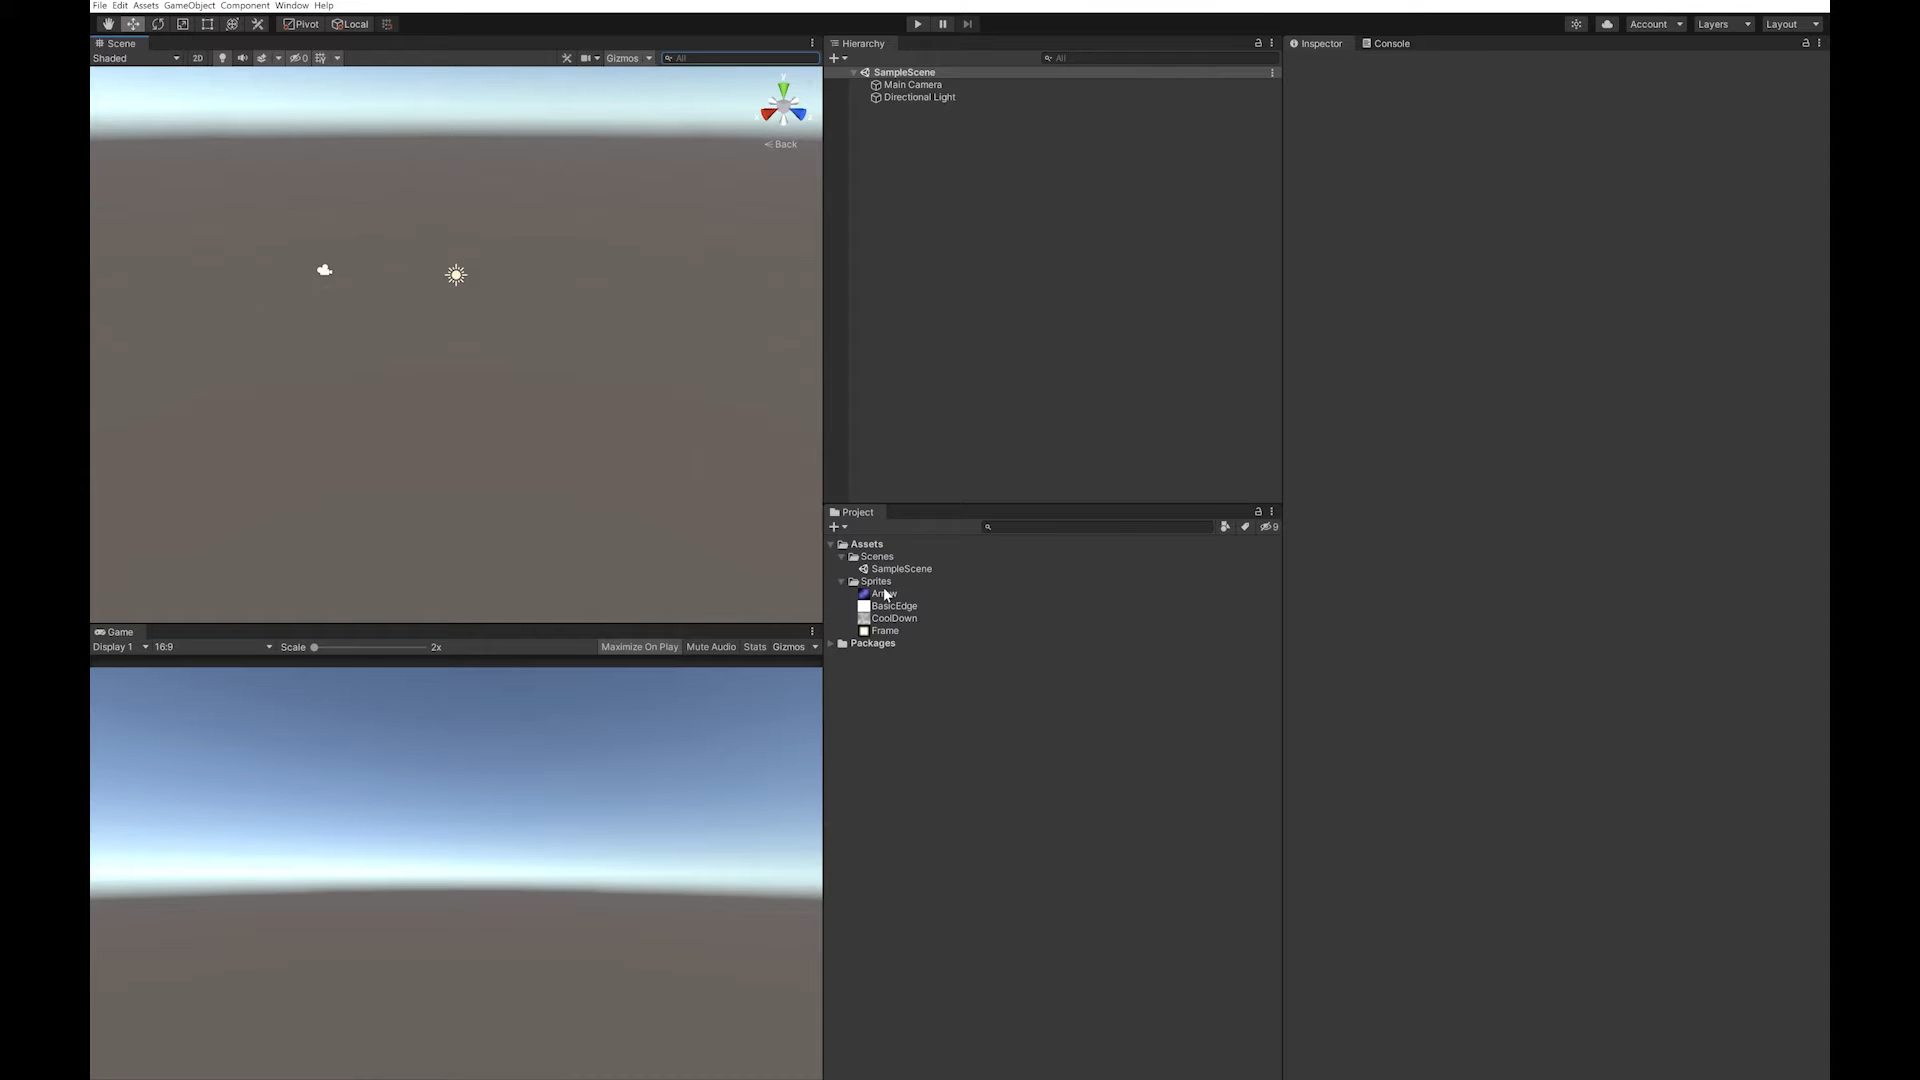 File Edit Assets GameObject Component Window Help
Pivot Local Account Layers Layout
Scene
Shaded 2D 0 Gizmos All
y
Back
Hierarchy
All
SampleScene
Main Camera
Directional Light
Inspector Console
Project
9
Assets
Scenes
SampleScene
Sprites
BasicEdge
CoolDown
Frame
Packages
Game
Display 1 16:9 Scale 2x Maximize On Play Mute Audio Stats Gizmos